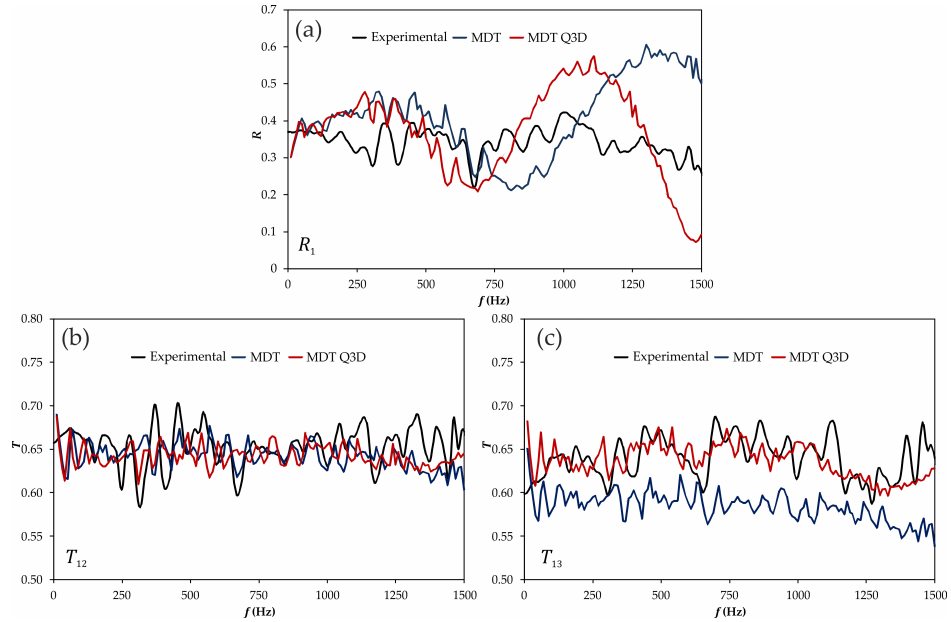 (a)
0.7
0.6
0.5
0.4
0.3
0.2
0.1
0
R
Experimental MDT MDT Q3D
R1
0 250 500 750 1000 1250 1500
f (Hz)
(b)
0.80
0.75
0.70
0.65
0.60
0.55
0.50
T
Experimental MDT MDT Q3D
T12
0 250 500 750 1000 1250 1500
f (Hz)
(c)
0.80
0.75
0.70
0.65
0.60
0.55
0.50
T
Experimental MDT MDT Q3D
T13
0 250 500 750 1000 1250 1500
f (Hz)